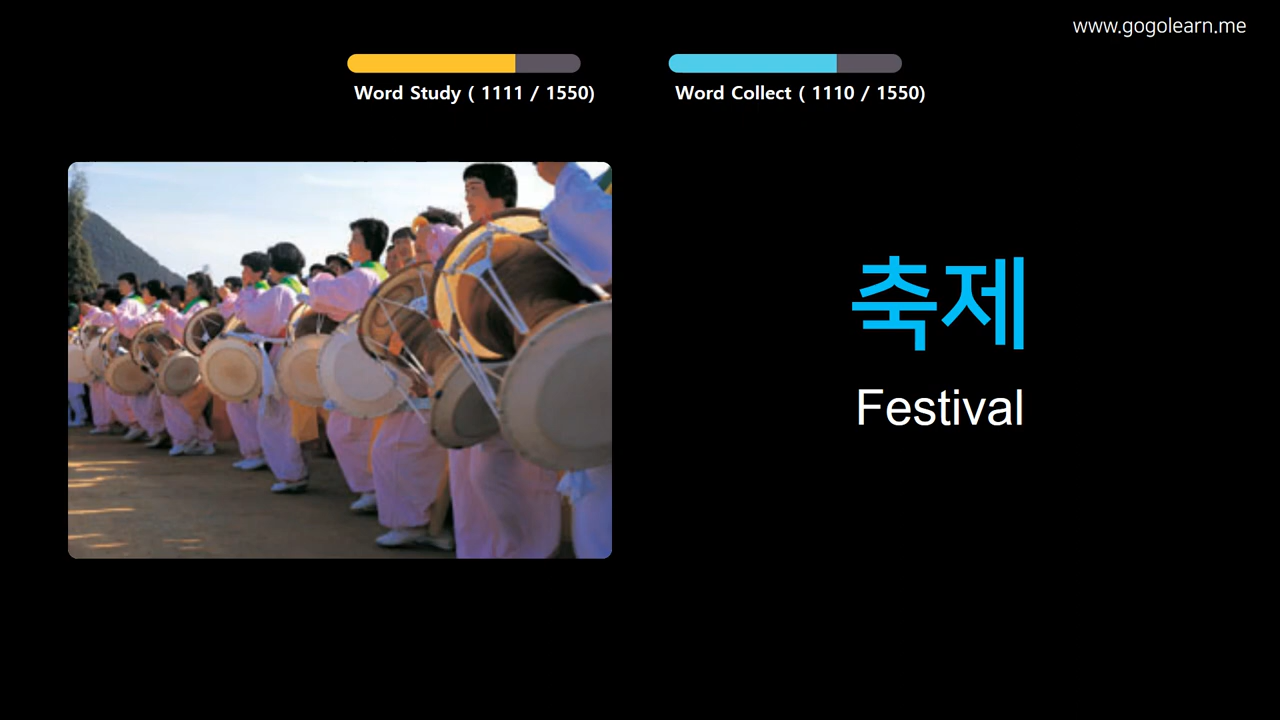 www.gogolearn.me
Word Study ( 1111 / 1550)
Word Collect ( 1110 / 1550)
축제
Festival